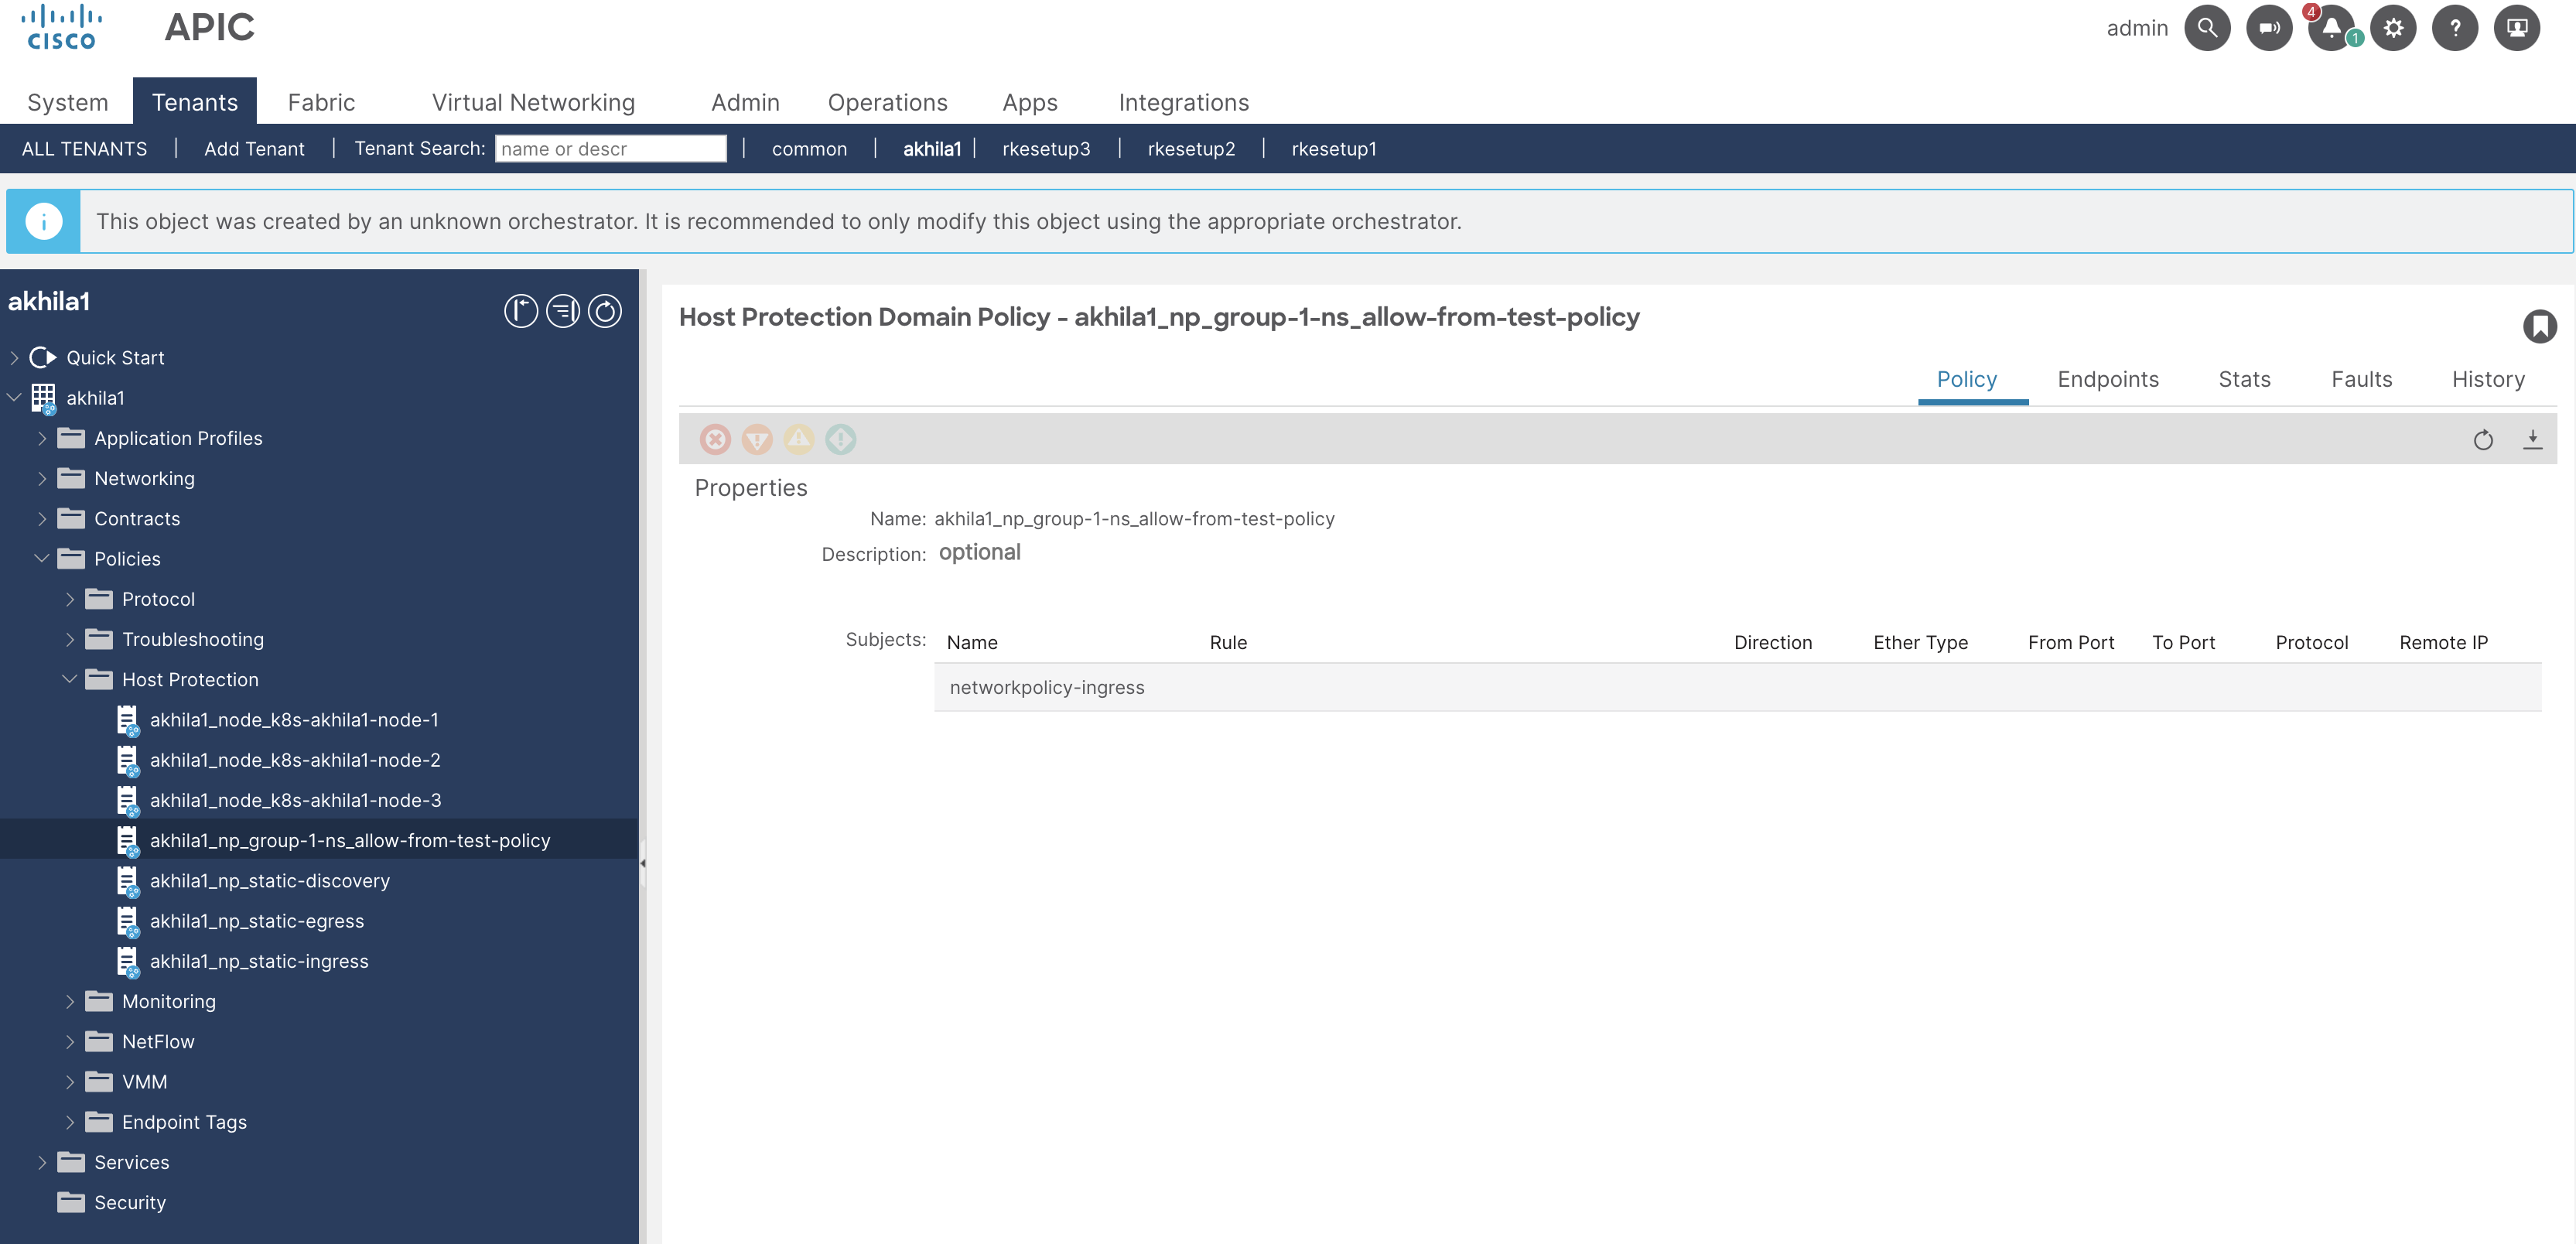 CISCO
APIC
admin
4
1
System Tenants Fabric Virtual Networking Admin Operations Apps Integrations
ALL TENANTS | Add Tenant | Tenant Search: name or descr | common | akhila1 | rkesetup3 | rkesetup2 | rkesetup1
This object was created by an unknown orchestrator. It is recommended to only modify this object using the appropriate orchestrator.
akhila1
Quick Start
akhila1
Application Profiles
Networking
Contracts
Policies
Protocol
Troubleshooting
Host Protection
akhila1_node_k8s-akhila1-node-1
akhila1_node_k8s-akhila1-node-2
akhila1_node_k8s-akhila1-node-3
akhila1_np_group-1-ns_allow-from-test-policy
akhila1_np_static-discovery
akhila1_np_static-egress
akhila1_np_static-ingress
Monitoring
NetFlow
VMM
Endpoint Tags
Services
Security
Host Protection Domain Policy - akhila1_np_group-1-ns_allow-from-test-policy
Policy Endpoints Stats Faults History
Properties
Name: akhila1_np_group-1-ns_allow-from-test-policy
Description: optional
Subjects: Name Rule Direction Ether Type From Port To Port Protocol Remote IP
networkpolicy-ingress